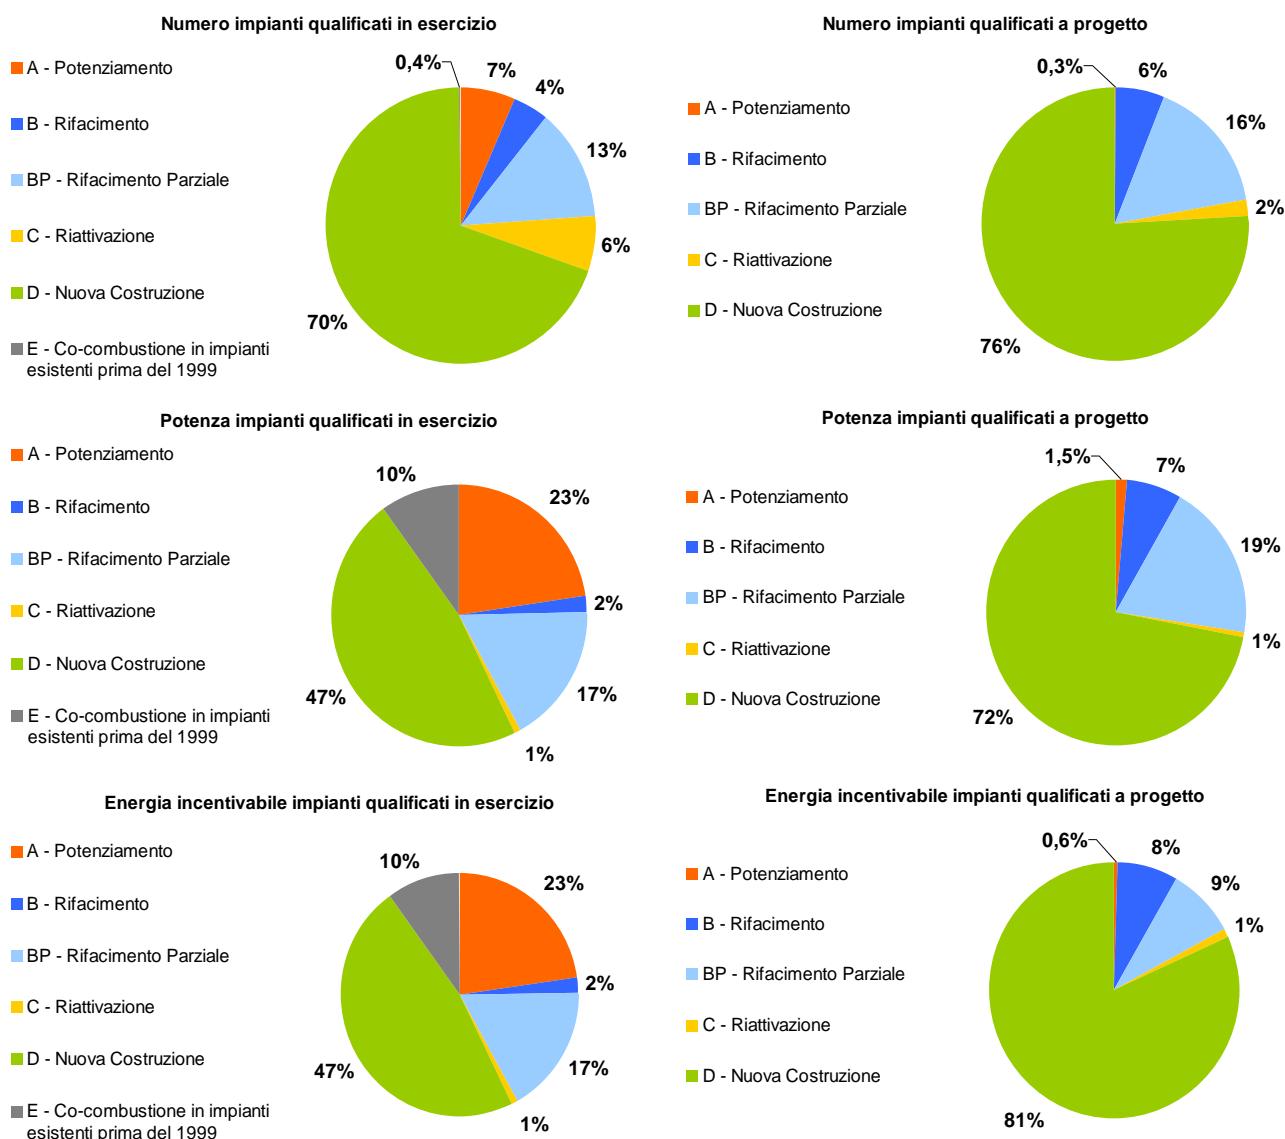 Numero impianti qualificati in esercizio
A - Potenziamento
B - Rifacimento
BP - Rifacimento Parziale
C - Riattivazione
D - Nuova Costruzione
E - Co-combustione in impianti
esistenti prima del 1999
0,4%
7%
4%
13%
6%
70%
Numero impianti qualificati a progetto
A - Potenziamento
B - Rifacimento
BP - Rifacimento Parziale
C - Riattivazione
D - Nuova Costruzione
0,3%
6%
16%
2%
76%
Potenza impianti qualificati in esercizio
A - Potenziamento
B - Rifacimento
BP - Rifacimento Parziale
C - Riattivazione
D - Nuova Costruzione
E - Co-combustione in impianti
esistenti prima del 1999
10%
23%
2%
17%
1%
47%
Potenza impianti qualificati a progetto
A - Potenziamento
B - Rifacimento
BP - Rifacimento Parziale
C - Riattivazione
D - Nuova Costruzione
1,5%
7%
19%
1%
72%
Energia incentivabile impianti qualificati in esercizio
A - Potenziamento
B - Rifacimento
BP - Rifacimento Parziale
C - Riattivazione
D - Nuova Costruzione
E - Co-combustione in impianti
esistenti prima del 1999
10%
23%
2%
17%
1%
47%
Energia incentivabile impianti qualificati a progetto
A - Potenziamento
B - Rifacimento
BP - Rifacimento Parziale
C - Riattivazione
D - Nuova Costruzione
0,6%
8%
9%
1%
81%